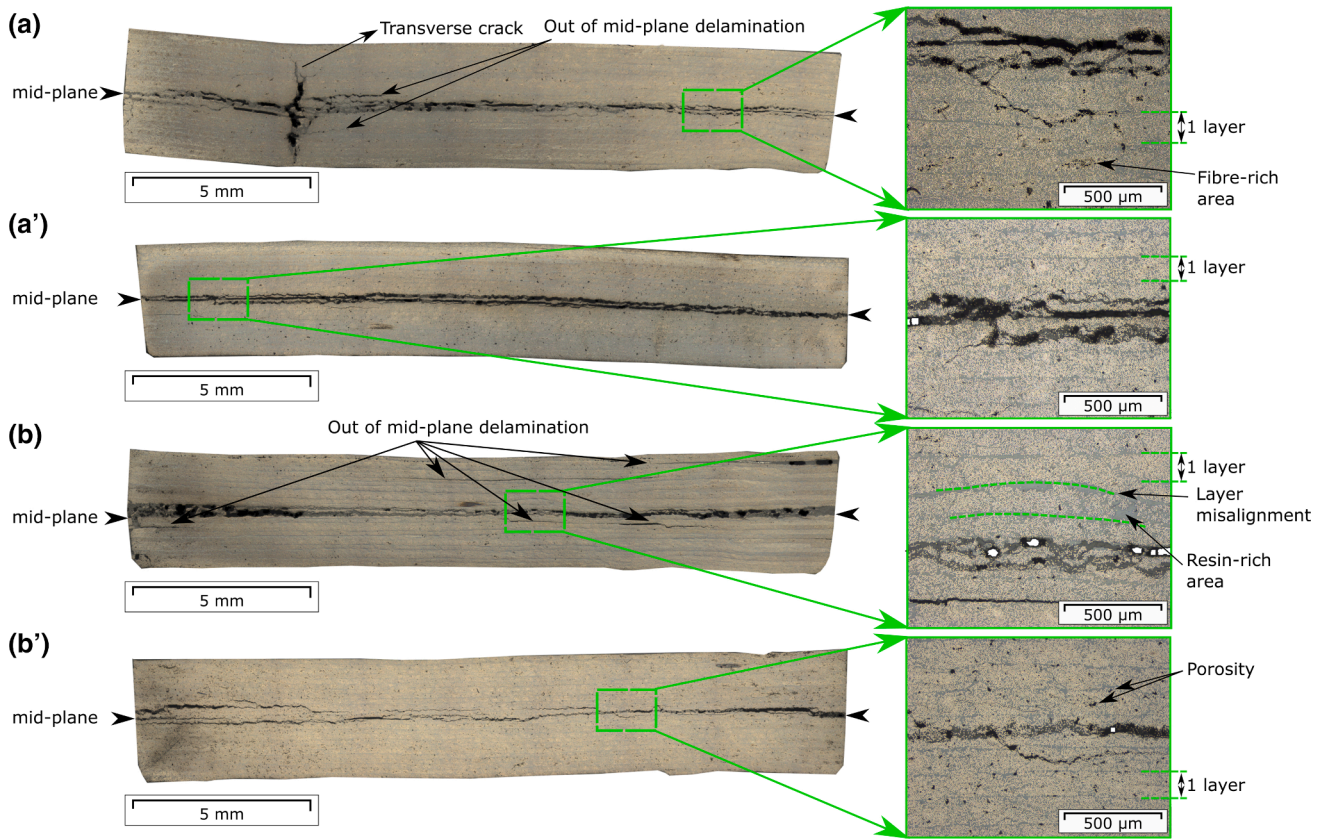 (a)
Transverse crack
Out of mid-plane delamination
mid-plane
5 mm
1 layer
Fibre-rich
area
500 µm
(a’)
mid-plane
5 mm
1 layer
500 µm
(b)
Out of mid-plane delamination
mid-plane
5 mm
1 layer
Layer
misalignment
Resin-rich
area
500 µm
(b’)
mid-plane
5 mm
Porosity
1 layer
500 µm